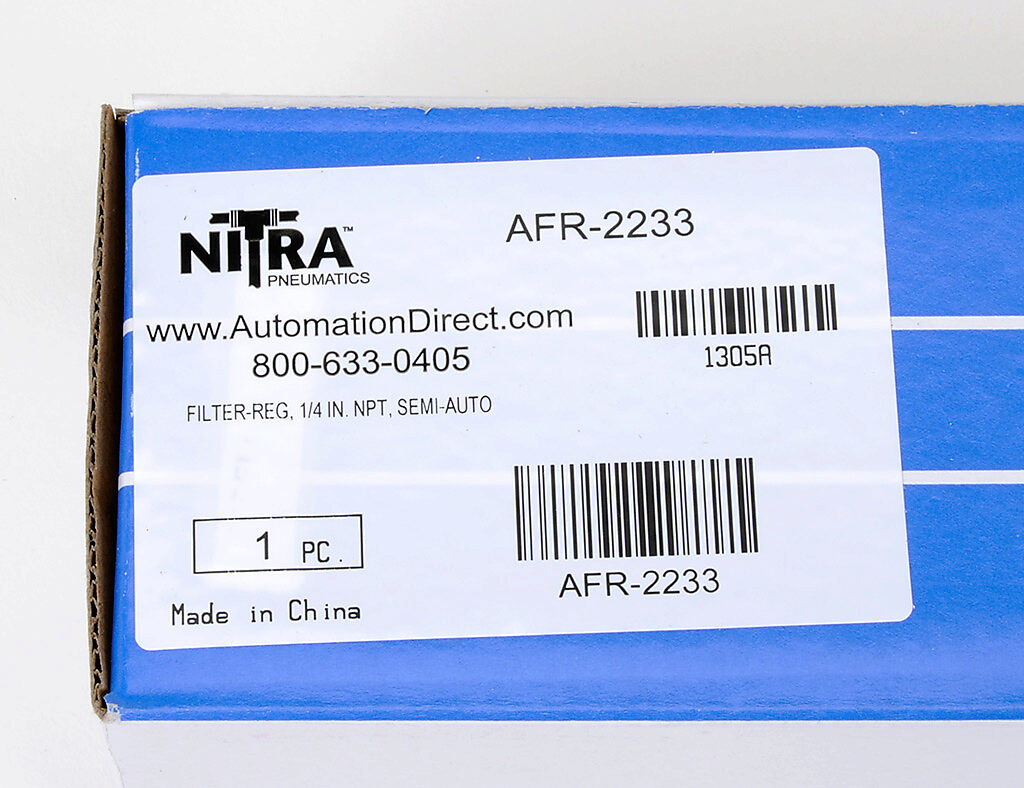 NITRA™
PNEUMATICS
AFR-2233
www.AutomationDirect.com
800-633-0405
1305A
FILTER-REG, 1/4 IN. NPT, SEMI-AUTO
1 PC.
AFR-2233
Made in China